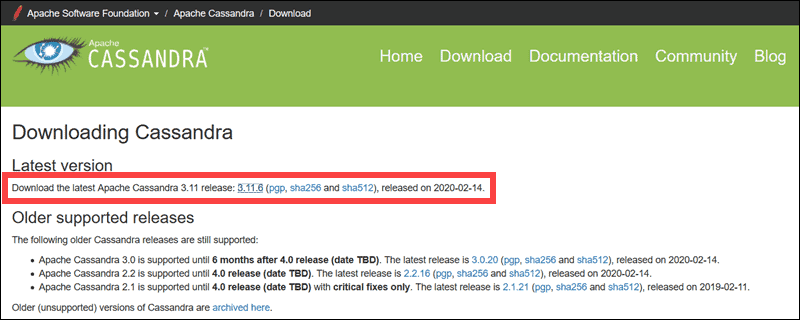 Apache Software Foundation / Apache Cassandra / Download
Apache
CASSANDRA™
Home Download Documentation Community Blog
Downloading Cassandra
Latest version
Download the latest Apache Cassandra 3.11 release: 3.11.6 (pgp, sha256 and sha512), released on 2020-02-14.
Older supported releases
The following older Cassandra releases are still supported:
• Apache Cassandra 3.0 is supported until 6 months after 4.0 release (date TBD). The latest release is 3.0.20 (pgp, sha256 and sha512), released on 2020-02-14.
• Apache Cassandra 2.2 is supported until 4.0 release (date TBD). The latest release is 2.2.16 (pgp, sha256 and sha512), released on 2020-02-14.
• Apache Cassandra 2.1 is supported until 4.0 release (date TBD) with critical fixes only. The latest release is 2.1.21 (pgp, sha256 and sha512), released on 2019-02-11.
Older (unsupported) versions of Cassandra are archived here.